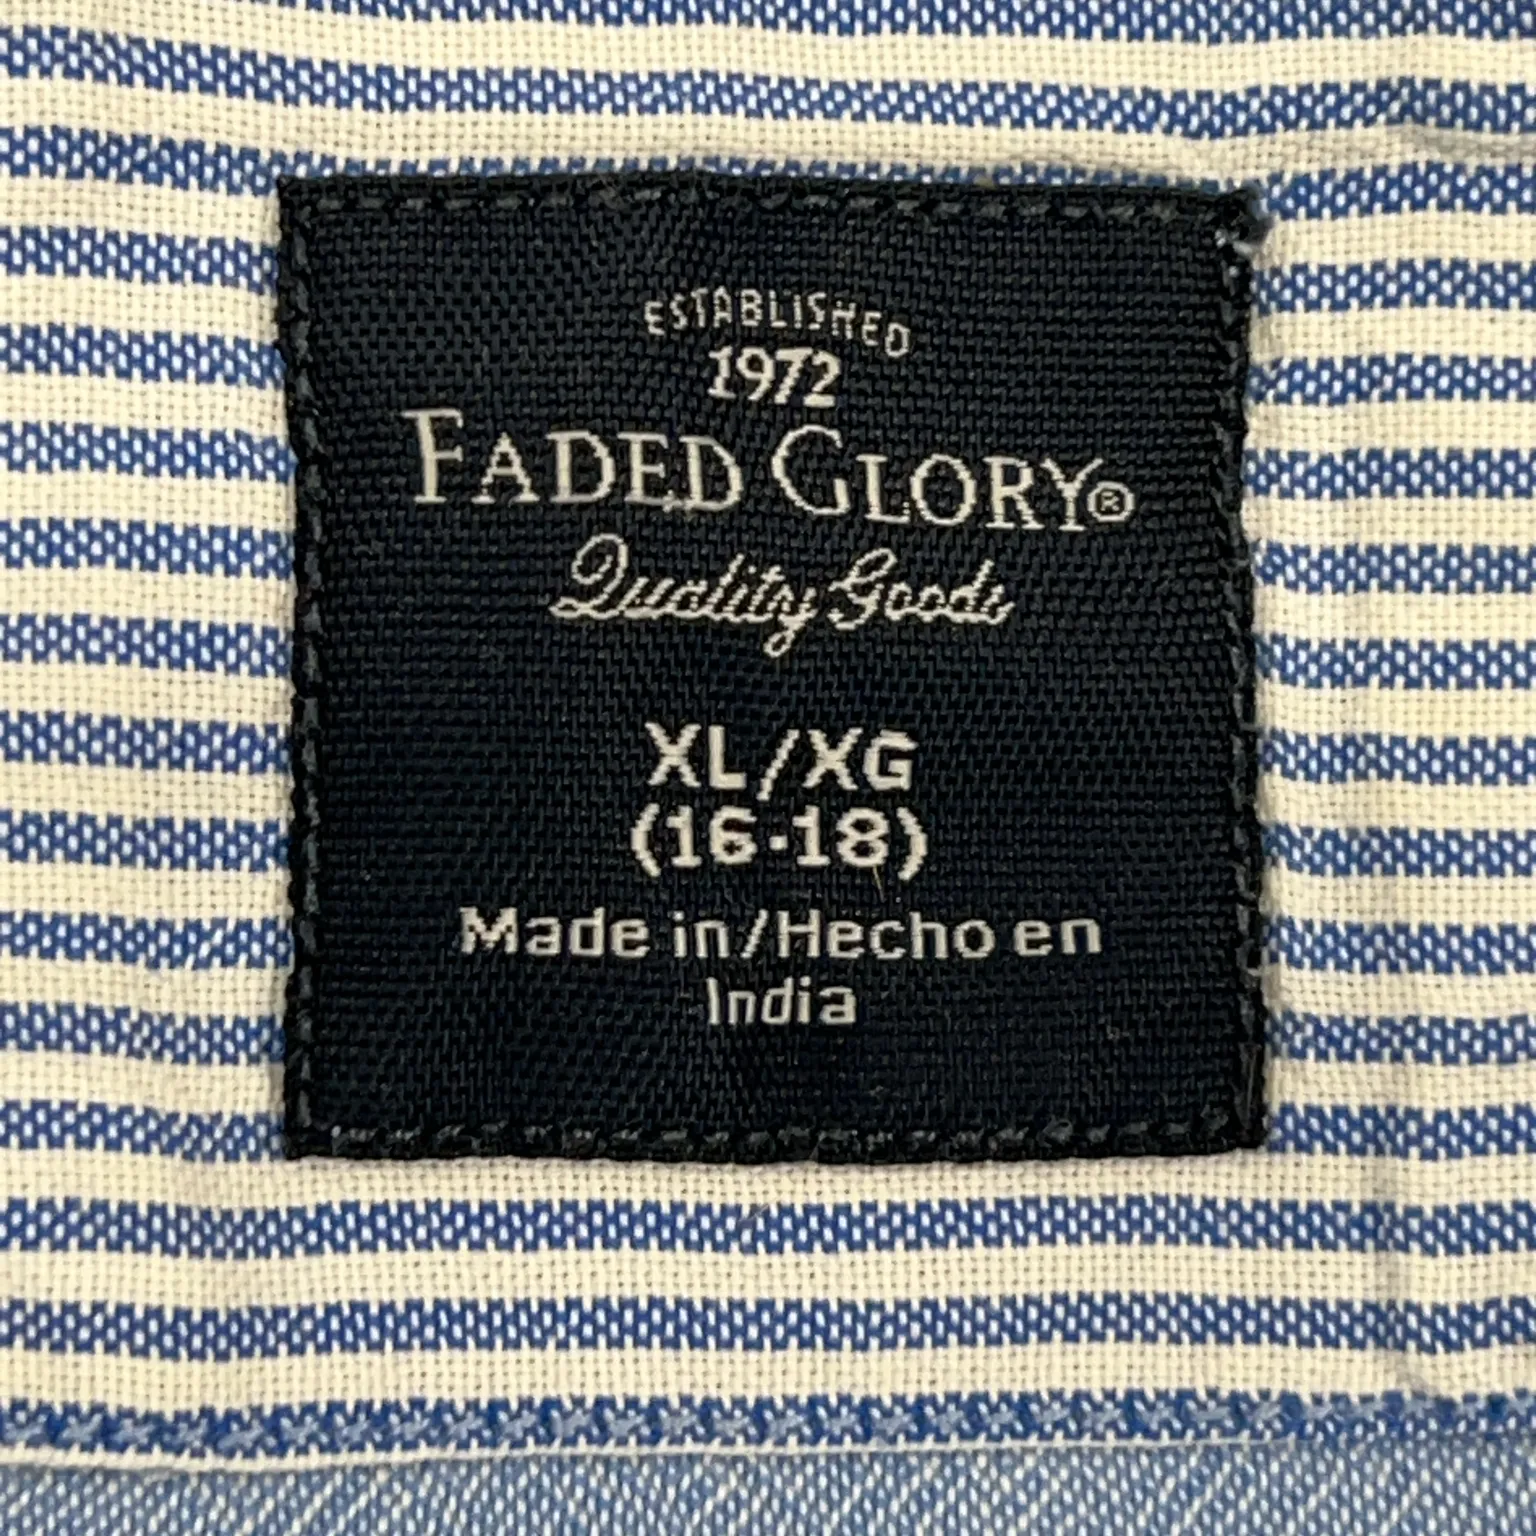 ESTABLISHED
1972
FADED GLORY®
Quality Goods
XL/XG
(16-18)
Made in/Hecho en
India